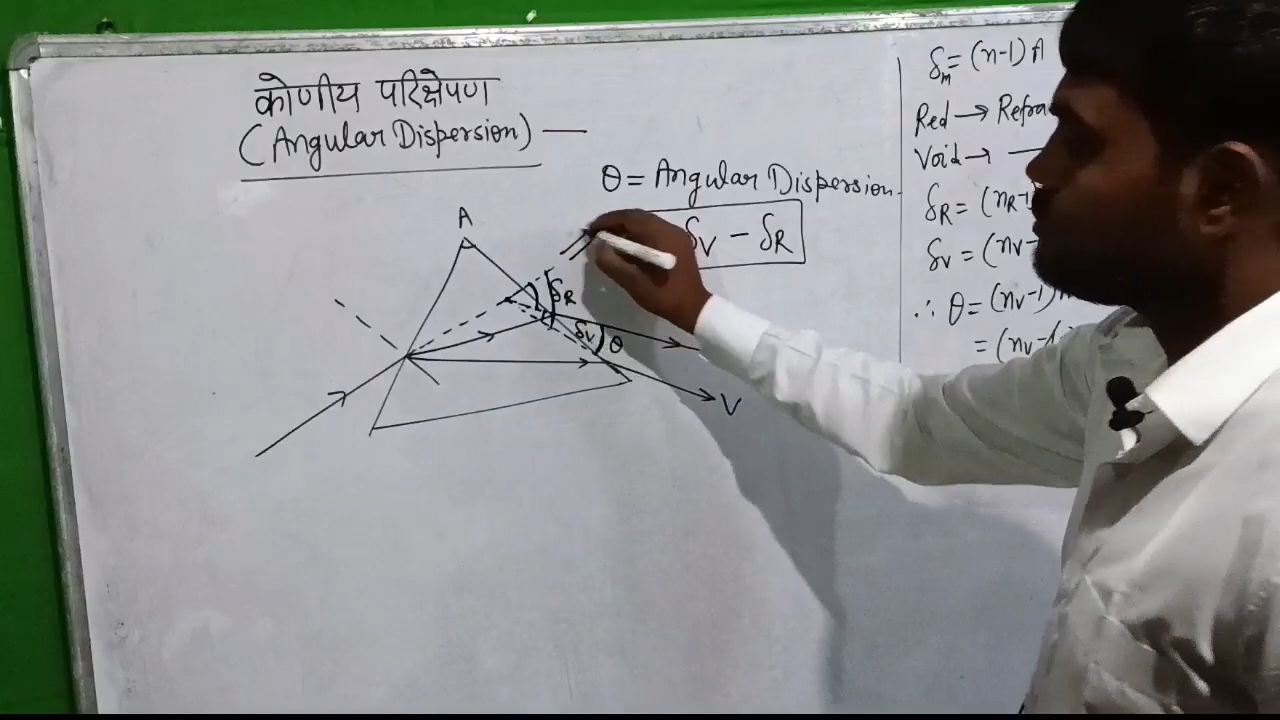 कोणीय परिक्षेपण
(Angular Dispersion) —
θ = Angular Dispersion
δV − δR
A
δR
δV
θ
V
δm = (n-1) A
Red → Refra
Void → —
δR = (nR-1
δV = (nV-
∴ θ = (nV-1)
= (nV-1